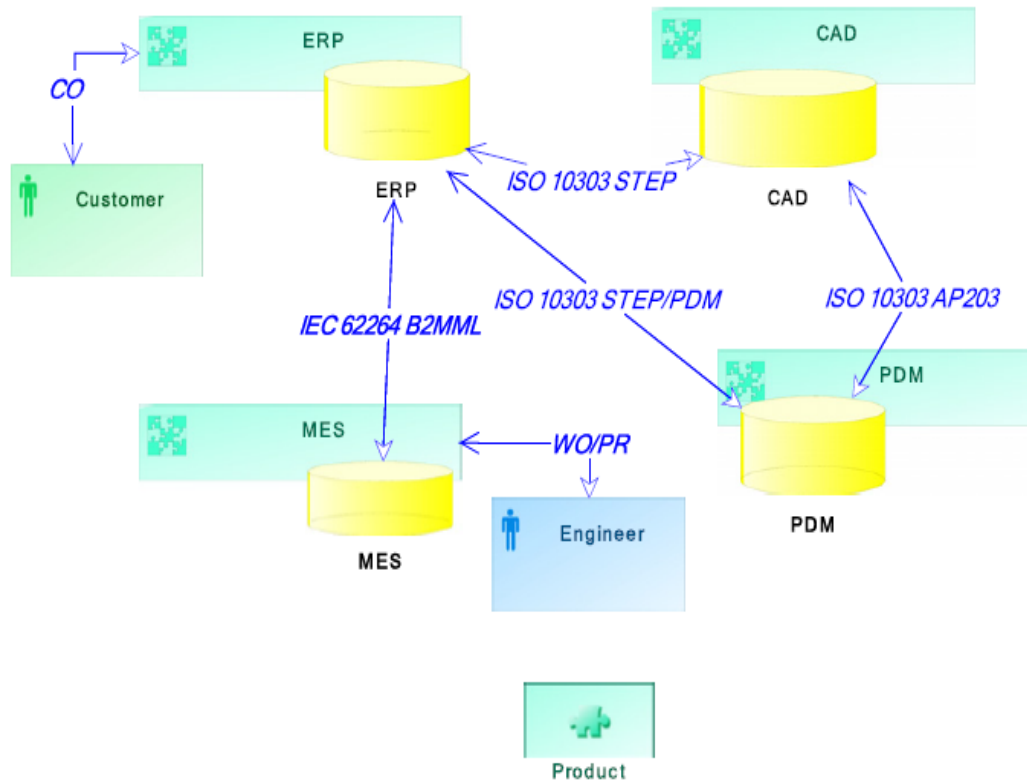 ERP
CAD
CO
Customer
ERP
ISO 10303 STEP
CAD
ISO 10303 STEP/PDM
ISO 10303 AP203
IEC 62264 B2MML
PDM
MES
WO/PR
PDM
Engineer
MES
Product